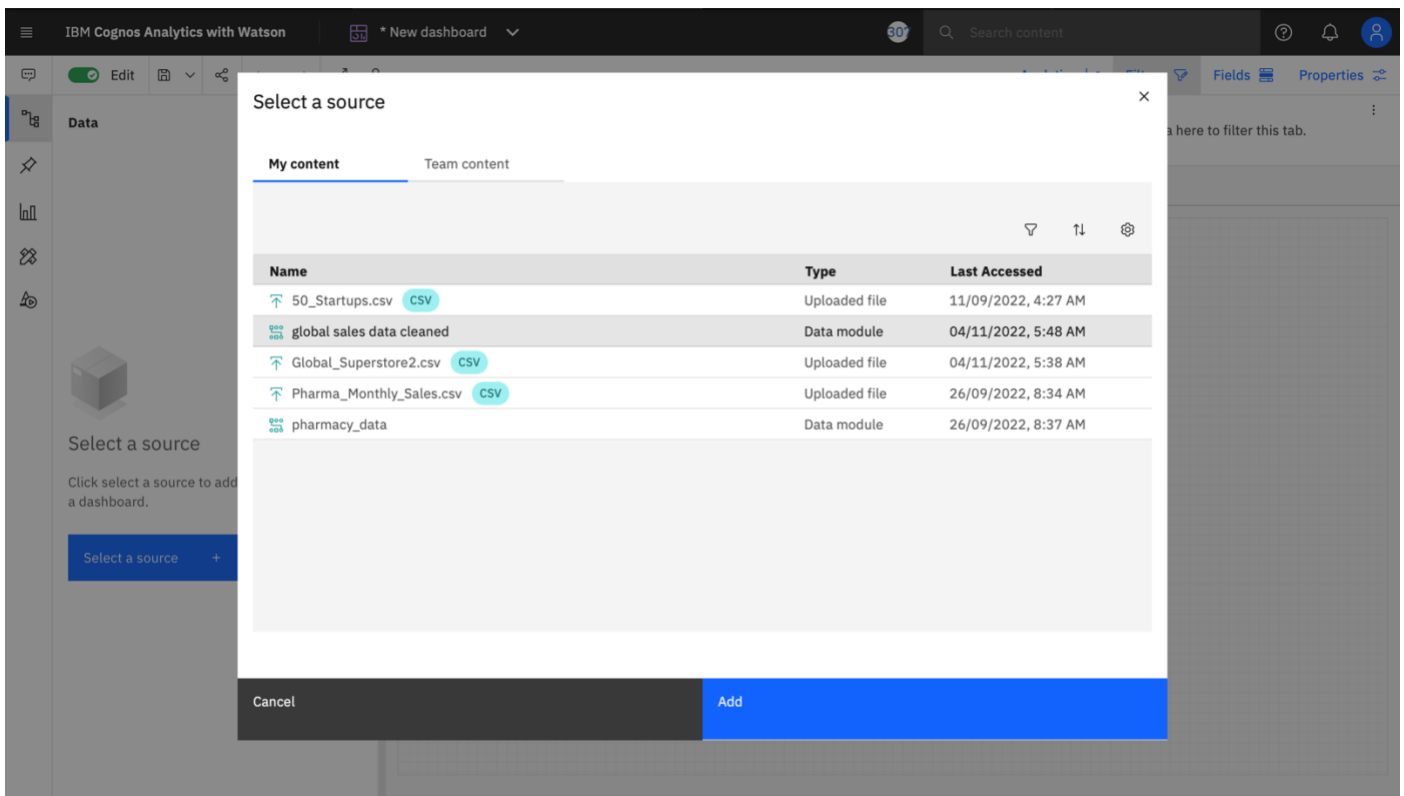 IBM Cognos Analytics with Watson
* New dashboard
30?
Search content
Edit
Fields
Properties
Data
Select a source
a here to filter this tab.
My content
Team content
Name Type Last Accessed
50_Startups.csv CSV Uploaded file 11/09/2022, 4:27 AM
global sales data cleaned Data module 04/11/2022, 5:48 AM
Global_Superstore2.csv CSV Uploaded file 04/11/2022, 5:38 AM
Pharma_Monthly_Sales.csv CSV Uploaded file 26/09/2022, 8:34 AM
pharmacy_data Data module 26/09/2022, 8:37 AM
Select a source
Click select a source to add
a dashboard.
Select a source +
Cancel
Add